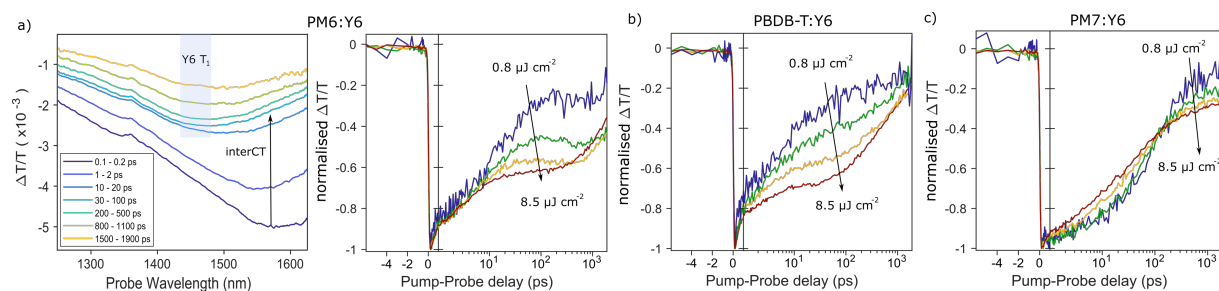 a)
PM6:Y6
ΔT/T ( x10⁻³ )
-1
-2
-3
-4
-5
Y6 T₁
interCT
0.1 - 0.2 ps
1 - 2 ps
10 - 20 ps
30 - 100 ps
200 - 500 ps
800 - 1100 ps
1500 - 1900 ps
1300 1400 1500 1600
Probe Wavelength (nm)
normalised ΔT/T
0
-0.2
-0.4
-0.6
-0.8
-1
0.8 µJ cm⁻²
8.5 µJ cm⁻²
-4 -2 0 10¹ 10² 10³
Pump-Probe delay (ps)
b)
PBDB-T:Y6
normalised ΔT/T
0
-0.2
-0.4
-0.6
-0.8
-1
0.8 µJ cm⁻²
8.5 µJ cm⁻²
-4 -2 0 10¹ 10² 10³
Pump-Probe delay (ps)
c)
PM7:Y6
normalised ΔT/T
0
-0.2
-0.4
-0.6
-0.8
-1
0.8 µJ cm⁻²
8.5 µJ cm⁻²
-4 -2 0 10¹ 10² 10³
Pump-Probe delay (ps)